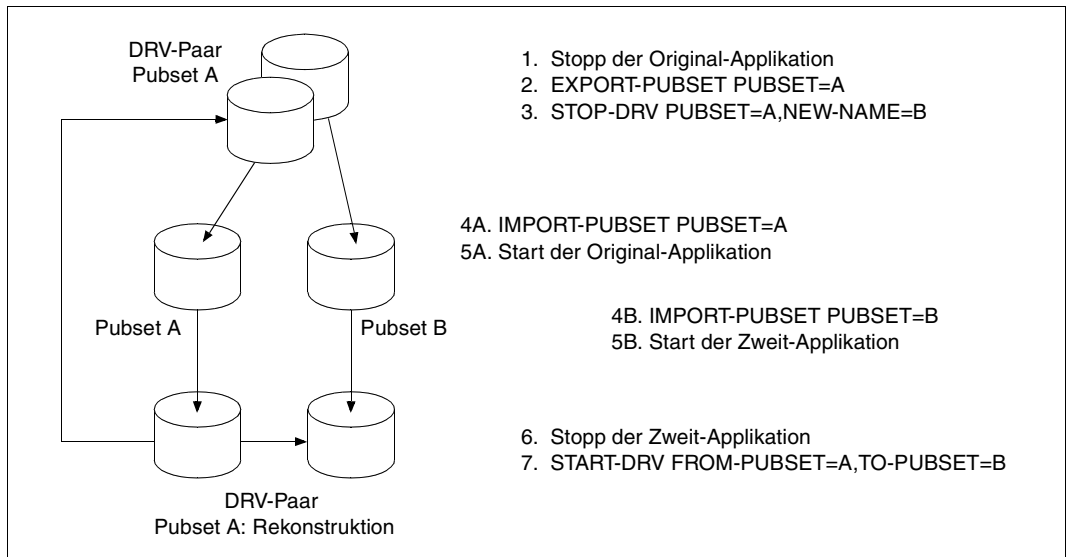 DRV-Paar
Pubset A
1. Stopp der Original-Applikation
2. EXPORT-PUBSET PUBSET=A
3. STOP-DRV PUBSET=A,NEW-NAME=B
4A. IMPORT-PUBSET PUBSET=A
5A. Start der Original-Applikation
Pubset A
Pubset B
4B. IMPORT-PUBSET PUBSET=B
5B. Start der Zweit-Applikation
6. Stopp der Zweit-Applikation
7. START-DRV FROM-PUBSET=A,TO-PUBSET=B
DRV-Paar
Pubset A: Rekonstruktion